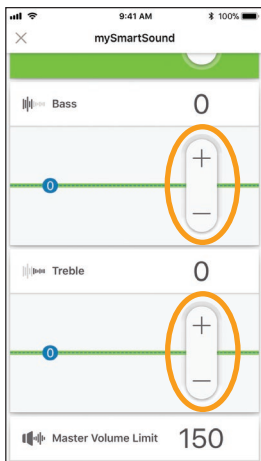 9:41 AM 100%
mySmartSound
Bass 0
+
0
−
Treble 0
+
0
−
Master Volume Limit 150